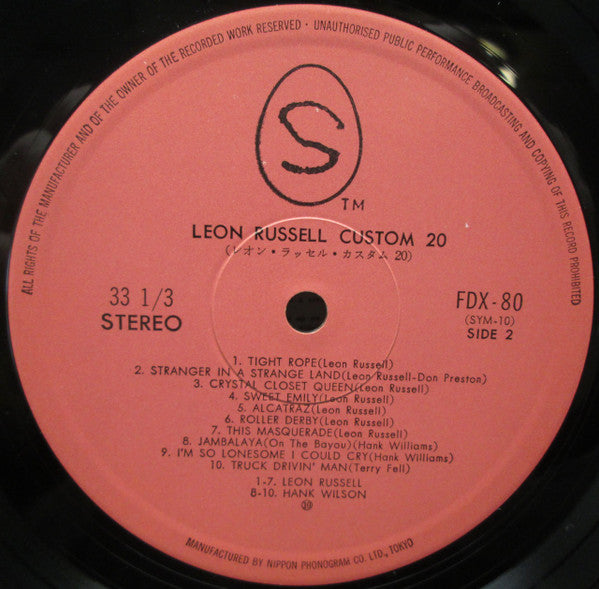 ALL RIGHTS OF THE MANUFACTURER AND OF THE OWNER OF THE RECORDED WORK RESERVED · UNAUTHORISED PUBLIC PERFORMANCE BROADCASTING AND COPYING OF THIS RECORD PROHIBITED
S
TM
LEON RUSSELL CUSTOM 20
(レオン・ラッセル・カスタム 20)
33 1/3
STEREO
FDX-80
(SYM-10)
SIDE 2
1. TIGHT ROPE(Leon Russell)
2. STRANGER IN A STRANGE LAND(Leon Russell-Don Preston)
3. CRYSTAL CLOSET QUEEN(Leon Russell)
4. SWEET EMILY(Leon Russell)
5. ALCATRAZ(Leon Russell)
6. ROLLER DERBY(Leon Russell)
7. THIS MASQUERADE(Leon Russell)
8. JAMBALAYA(On The Bayou)(Hank Williams)
9. I'M SO LONESOME I COULD CRY(Hank Williams)
10. TRUCK DRIVIN' MAN(Terry Fell)
1-7. LEON RUSSELL
8-10. HANK WILSON
MANUFACTURED BY NIPPON PHONOGRAM CO. LTD., TOKYO